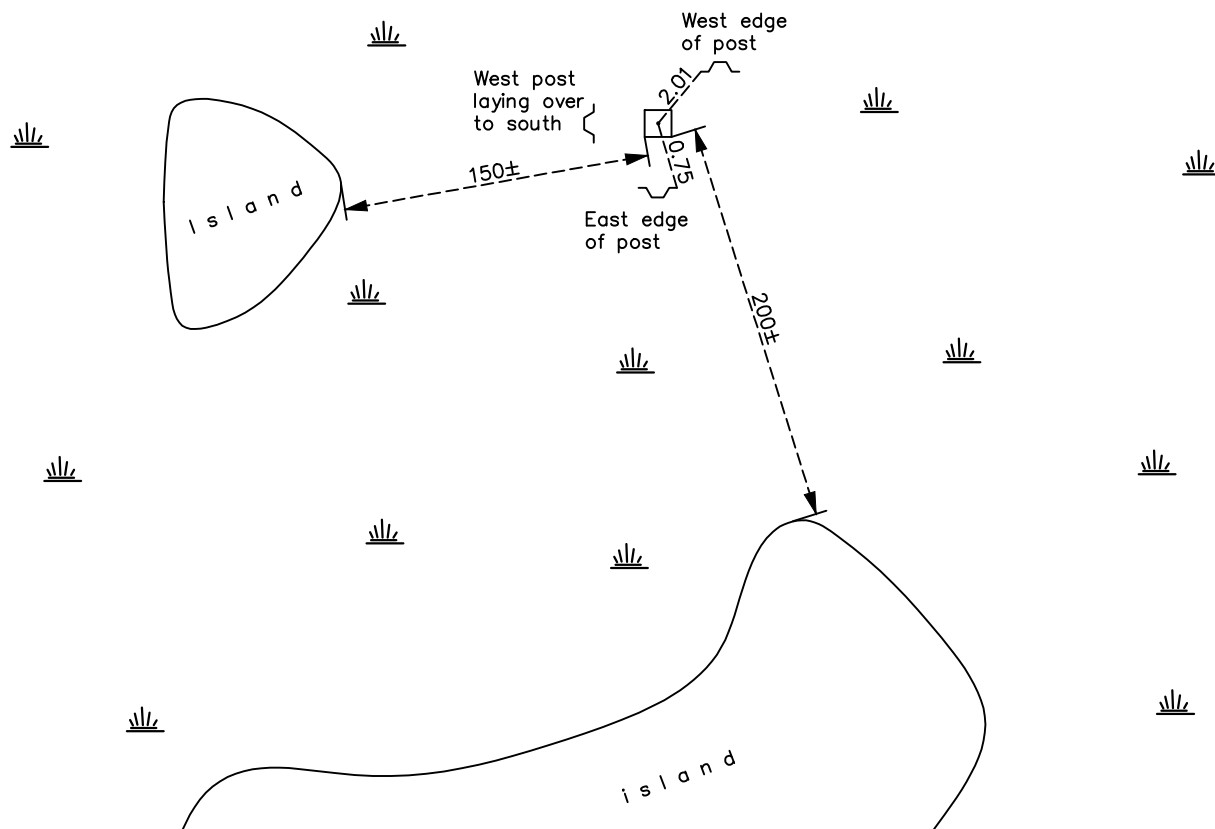 West edge
of post
2.01
West post
laying over
to south
0.75
150±
Island
East edge
of post
200±
island